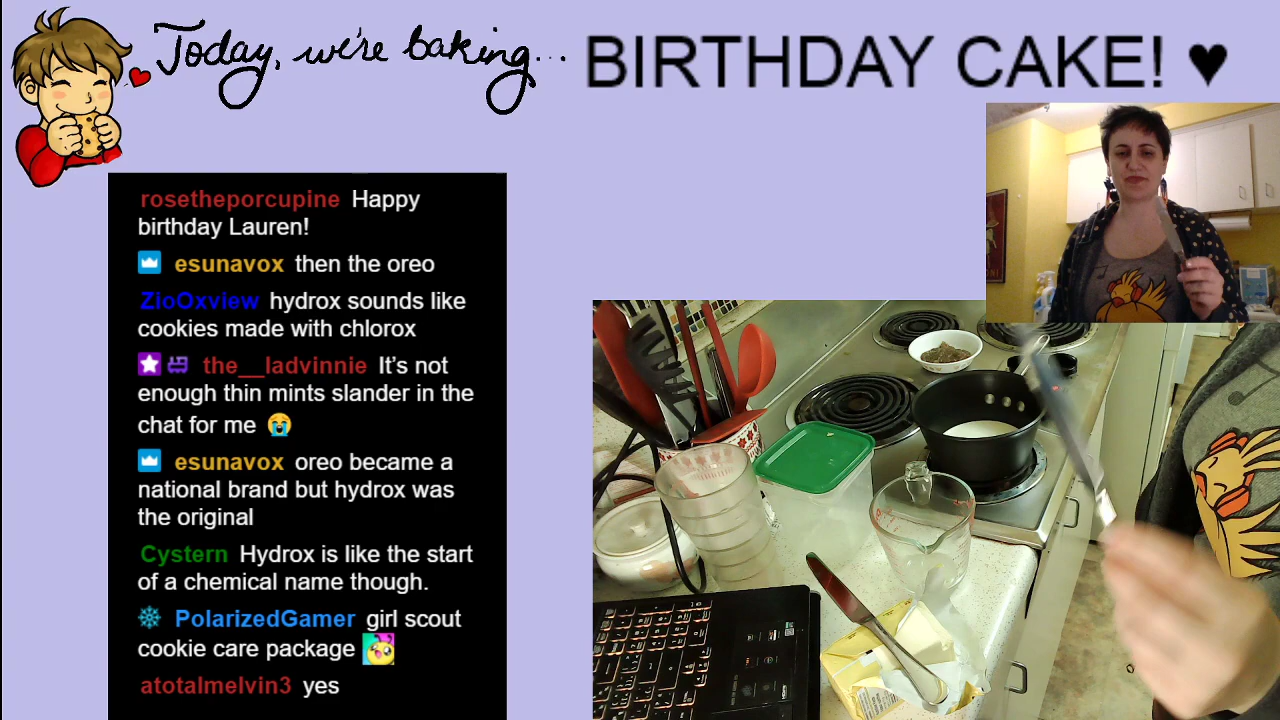 Today, we're baking... BIRTHDAY CAKE! ♥
rosetheporcupine Happy
birthday Lauren!
esunavox then the oreo
ZioOxview hydrox sounds like
cookies made with chlorox
the__ladvinnie It's not
enough thin mints slander in the
chat for me 😭
esunavox oreo became a
national brand but hydrox was
the original
Cystern Hydrox is like the start
of a chemical name though.
PolarizedGamer girl scout
cookie care package
atotalmelvin3 yes